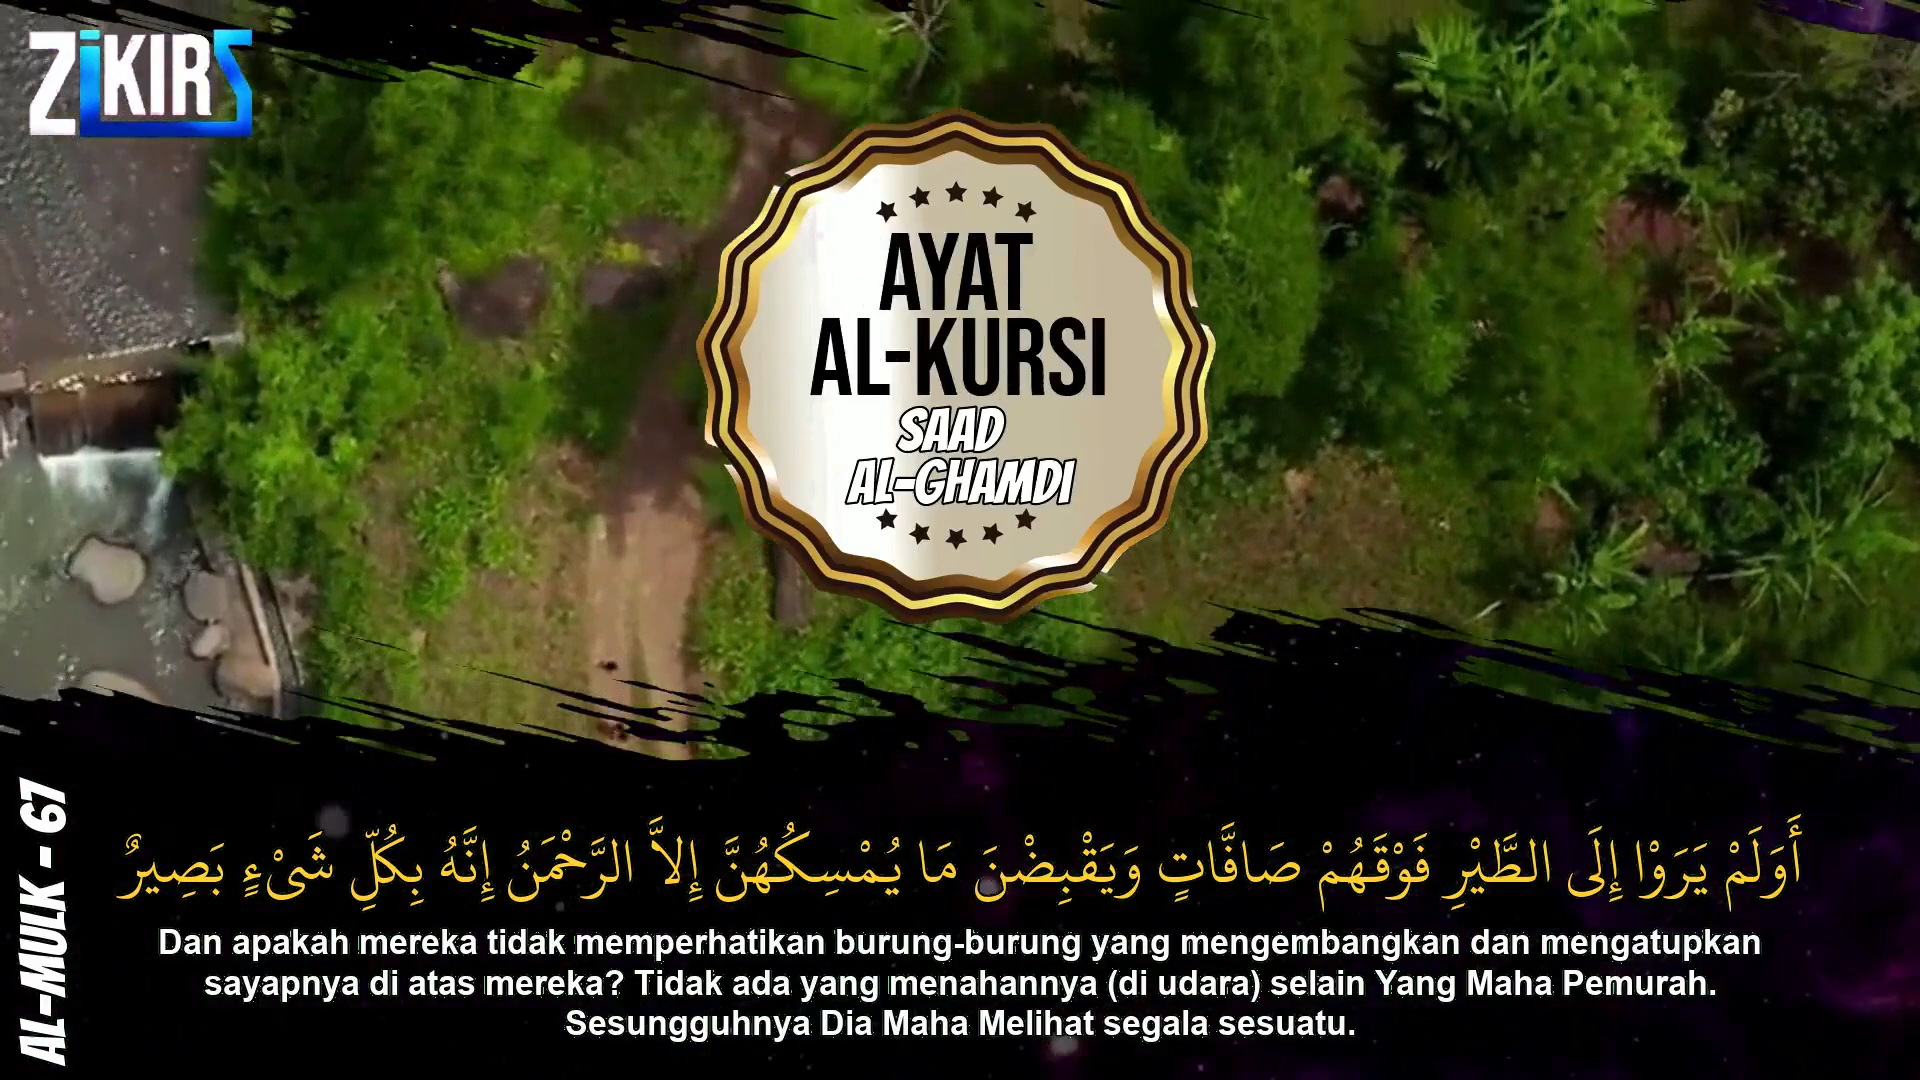 ZiKIRS
AYAT
AL-KURSI
SAAD
AL-GHAMDI
AL-MULK - 67
أَوَلَمْ يَرَوْا إِلَى الطَّيْرِ فَوْقَهُمْ صَافَّاتٍ وَيَقْبِضْنَ مَا يُمْسِكُهُنَّ إِلاَّ الرَّحْمَنُ إِنَّهُ بِكُلِّ شَىْءٍ بَصِيرٌ
Dan apakah mereka tidak memperhatikan burung-burung yang mengembangkan dan mengatupkan
sayapnya di atas mereka? Tidak ada yang menahannya (di udara) selain Yang Maha Pemurah.
Sesungguhnya Dia Maha Melihat segala sesuatu.